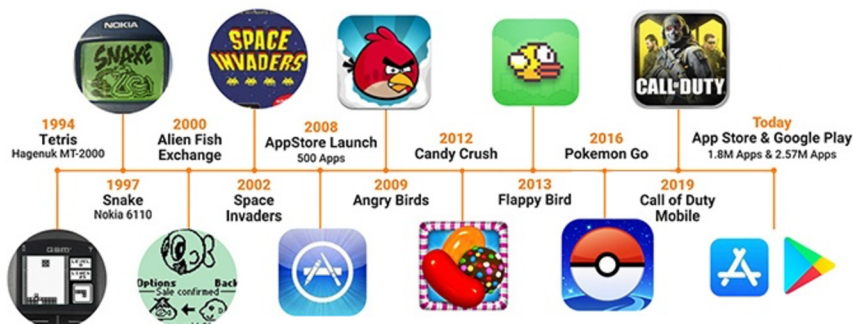 NOKIA
SNAKE
SPACE
INVADERS
CALL OF DUTY
1994
Tetris
Hagenuk MT-2000
2000
Alien Fish
Exchange
2008
AppStore Launch
500 Apps
2012
Candy Crush
2016
Pokemon Go
Today
App Store & Google Play
1.8M Apps & 2.57M Apps
1997
Snake
Nokia 6110
2002
Space
Invaders
2009
Angry Birds
2013
Flappy Bird
2019
Call of Duty
Mobile
GSM
Options Back
Sale confirmed